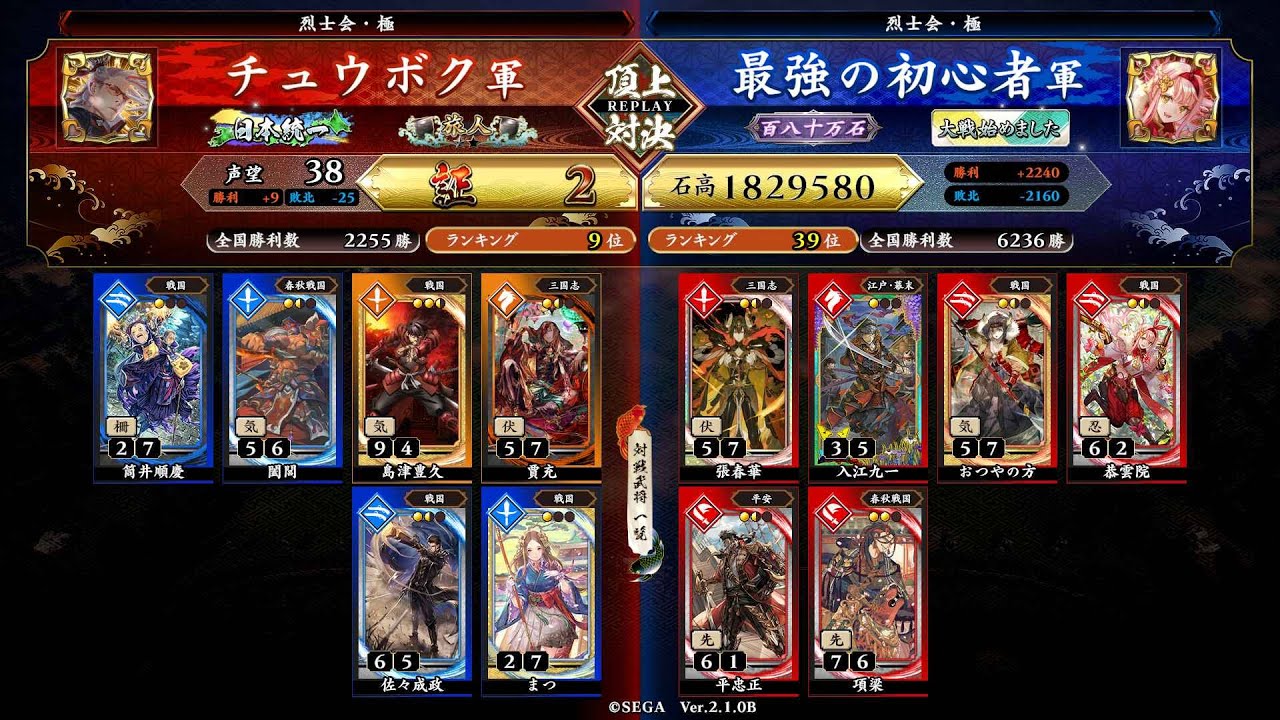 烈士会・極
烈士会・極
チュウボク軍
頂上
REPLAY
対決
最強の初心者軍
日本統一
旅人
百八十万石
大戦始めました
声望 38
勝利 +9 敗北 -25
証 2
石高 1829580
勝利 +2240
敗北 -2160
全国勝利数 2255勝
ランキング 9位
ランキング 39位
全国勝利数 6236勝
戦国
春秋戦国
戦国
三国志
三国志
江戸・幕末
戦国
戦国
柵
気
気
伏
伏
気
忍
2 7
5 6
9 4
5 7
5 7
3 5
5 7
6 2
筒井順慶
閭閻
島津重久
賈充
張春華
入江九一
おつやの方
恭雲院
対戦武将一覧
戦国
戦国
平安
春秋戦国
先
先
6 5
2 7
6 1
7 6
佐々成政
まつ
平忠正
項梁
©SEGA Ver.2.1.0B